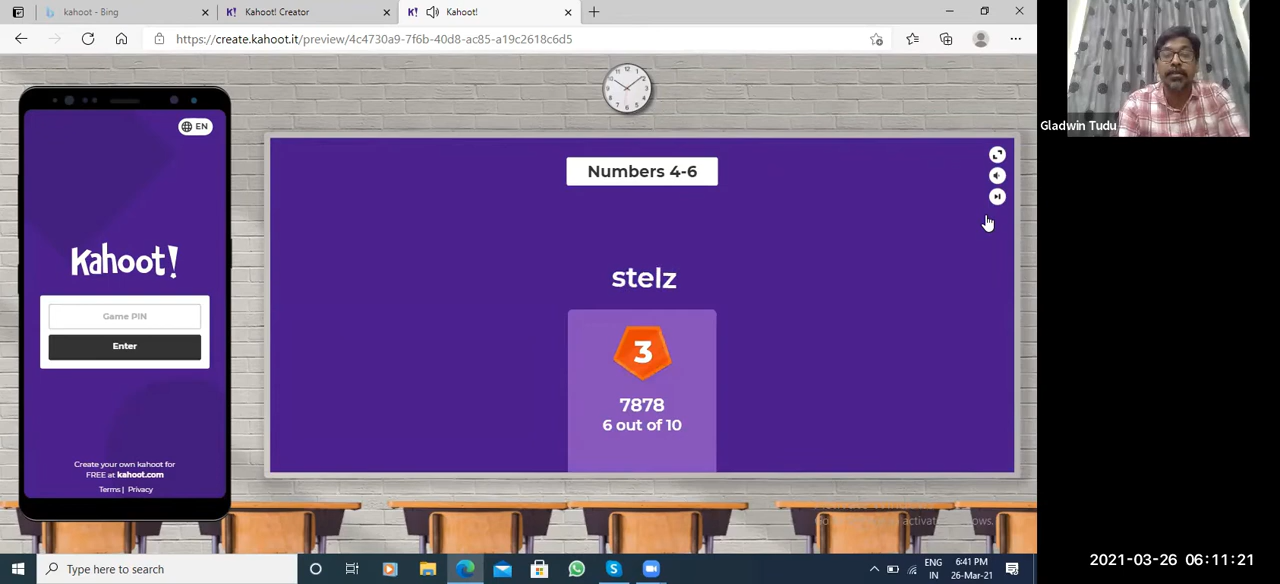 kahoot - Bing
K! Kahoot! Creator
K! Kahoot!
https://create.kahoot.it/preview/4c4730a9-7f6b-40d8-ac85-a19c2618c6d5
EN
Kahoot!
Game PIN
Enter
Create your own kahoot for
FREE at kahoot.com
Terms | Privacy
Numbers 4-6
stelz
3
7878
6 out of 10
Gladwin Tudu
Type here to search
ENG
IN
6:41 PM
26-Mar-21
2021-03-26 06:11:21